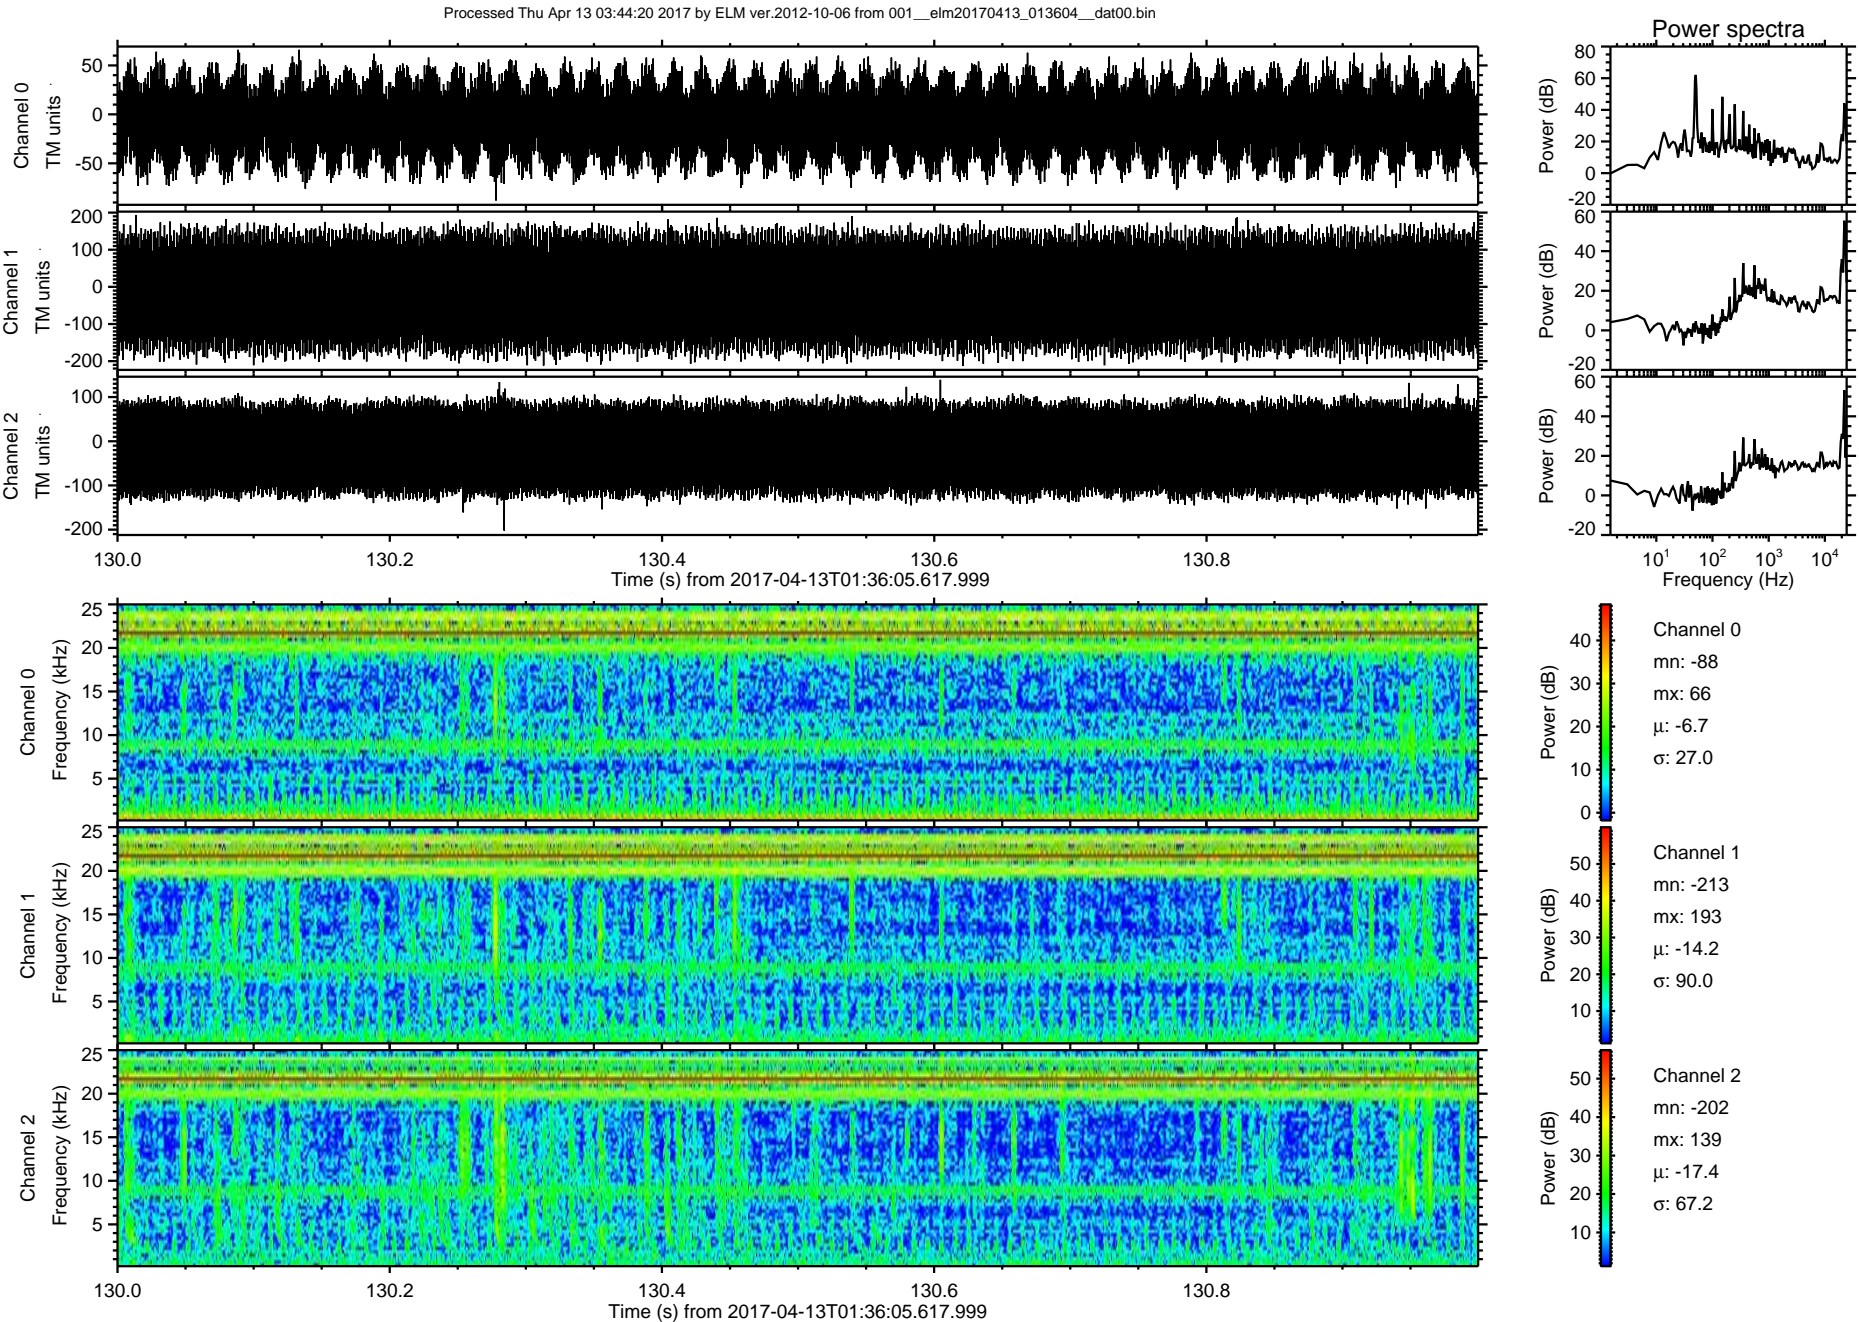 Processed Thu Apr 13 03:44:20 2017 by ELM ver.2012-10-06 from 001__elm20170413_013604__dat00.bin
Power spectra
Channel 0
TM units
50
0
-50
Power (dB)
80
60
40
20
0
-20
Channel 1
TM units
200
100
0
-100
-200
Power (dB)
60
40
20
0
-20
Channel 2
TM units
100
0
-100
-200
Power (dB)
60
40
20
0
-20
130.0 130.2 130.4 130.6 130.8
Time (s) from 2017-04-13T01:36:05.617.999
10¹ 10² 10³ 10⁴
Frequency (Hz)
Channel 0
Frequency (kHz)
25
20
15
10
5
Power (dB)
40
30
20
10
0
Channel 0
mn: -88
mx: 66
μ: -6.7
σ: 27.0
Channel 1
Frequency (kHz)
25
20
15
10
5
Power (dB)
50
40
30
20
10
Channel 1
mn: -213
mx: 193
μ: -14.2
σ: 90.0
Channel 2
Frequency (kHz)
25
20
15
10
5
Power (dB)
50
40
30
20
10
Channel 2
mn: -202
mx: 139
μ: -17.4
σ: 67.2
130.0 130.2 130.4 130.6 130.8
Time (s) from 2017-04-13T01:36:05.617.999